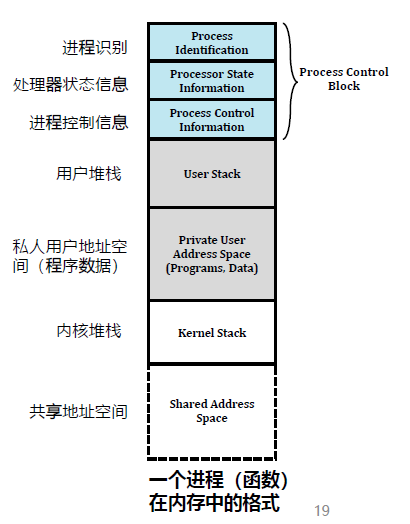 进程识别
Process
Identification
处理器状态信息
Processor State
Information
Process Control
Block
进程控制信息
Process Control
Information
用户堆栈
User Stack
私人用户地址空
间（程序数据）
Private User
Address Space
(Programs, Data)
内核堆栈
Kernel Stack
共享地址空间
Shared Address
Space
一个进程（函数）
在内存中的格式
19